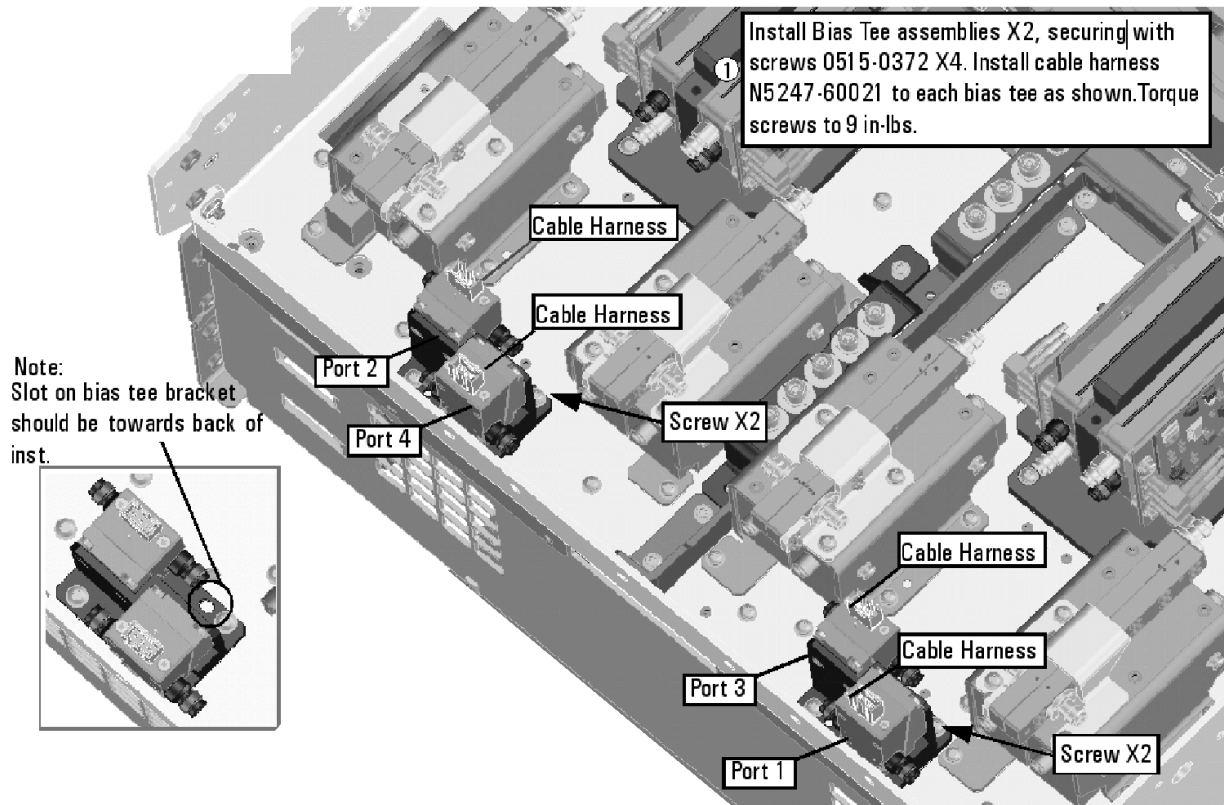 Install Bias Tee assemblies X2, securing with
screws 0515-0372 X4. Install cable harness
1
N5247-60021 to each bias tee as shown.Torque
screws to 9 in-lbs.
Cable Harness
Cable Harness
Port 2
Note:
Slot on bias tee bracket
should be towards back of
inst.
Port 4
Screw X2
Cable Harness
Cable Harness
Port 3
Port 1
Screw X2